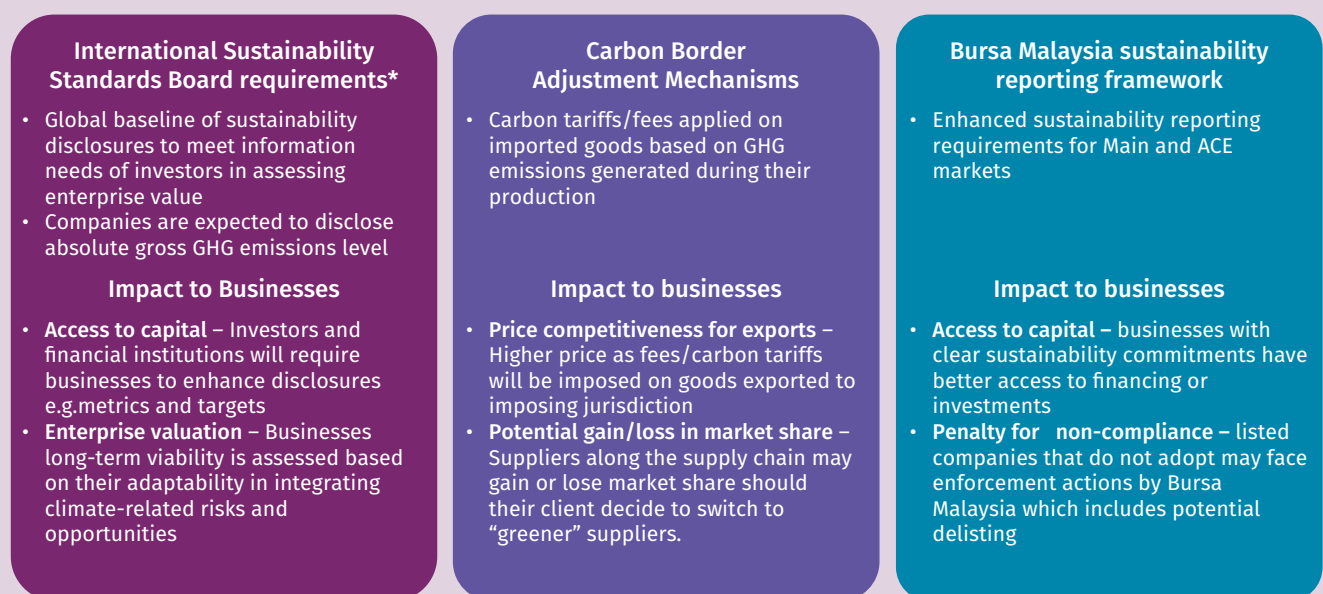 International Sustainability
Standards Board requirements*
• Global baseline of sustainability
disclosures to meet information
needs of investors in assessing
enterprise value
• Companies are expected to disclose
absolute gross GHG emissions level
Impact to Businesses
• Access to capital – Investors and
financial institutions will require
businesses to enhance disclosures
e.g.metrics and targets
• Enterprise valuation – Businesses
long-term viability is assessed based
on their adaptability in integrating
climate-related risks and
opportunities
Carbon Border
Adjustment Mechanisms
• Carbon tariffs/fees applied on
imported goods based on GHG
emissions generated during their
production
Impact to businesses
• Price competitiveness for exports –
Higher price as fees/carbon tariffs
will be imposed on goods exported to
imposing jurisdiction
• Potential gain/loss in market share –
Suppliers along the supply chain may
gain or lose market share should
their client decide to switch to
“greener” suppliers.
Bursa Malaysia sustainability
reporting framework
• Enhanced sustainability reporting
requirements for Main and ACE
markets
Impact to businesses
• Access to capital – businesses with
clear sustainability commitments have
better access to financing or
investments
• Penalty for non-compliance – listed
companies that do not adopt may face
enforcement actions by Bursa
Malaysia which includes potential
delisting